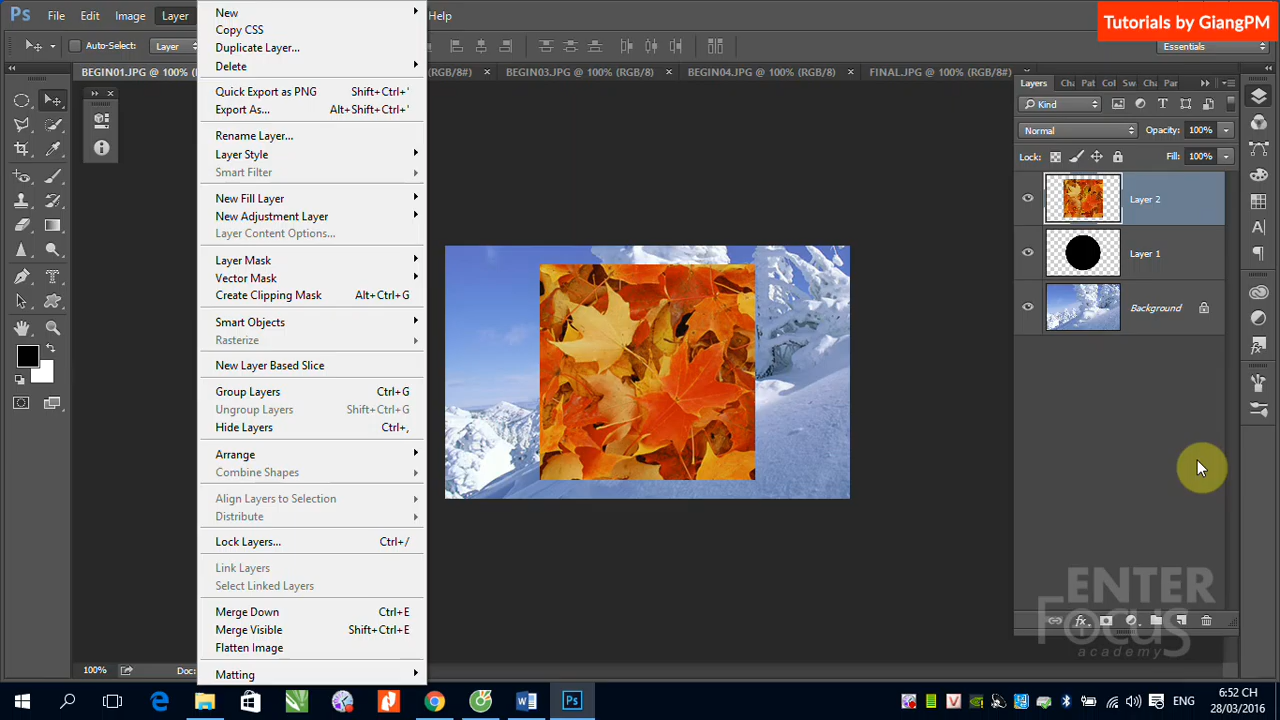 Ps File Edit Image Layer Help
Tutorials by GiangPM
Auto-Select: Layer
Essentials
BEGIN01.JPG @ 100% (RGB/8#) × BEGIN03.JPG @ 100% (RGB/8) × BEGIN04.JPG @ 100% (RGB/8) × FINAL.JPG @ 100% (RGB/8#)
New
Copy CSS
Duplicate Layer...
Delete
Quick Export as PNG Shift+Ctrl+'
Export As... Alt+Shift+Ctrl+'
Rename Layer...
Layer Style
Smart Filter
New Fill Layer
New Adjustment Layer
Layer Content Options...
Layer Mask
Vector Mask
Create Clipping Mask Alt+Ctrl+G
Smart Objects
Rasterize
New Layer Based Slice
Group Layers Ctrl+G
Ungroup Layers Shift+Ctrl+G
Hide Layers Ctrl+,
Arrange
Combine Shapes
Align Layers to Selection
Distribute
Lock Layers... Ctrl+/
Link Layers
Select Linked Layers
Merge Down Ctrl+E
Merge Visible Shift+Ctrl+E
Flatten Image
Matting
Layers Cha Pat Col Sw Cha Par
Kind
Normal Opacity: 100%
Lock: Fill: 100%
Layer 2
Layer 1
Background
fx
ENTER
FOCUS
academy
100% Doc:
ENG
6:52 CH
28/03/2016